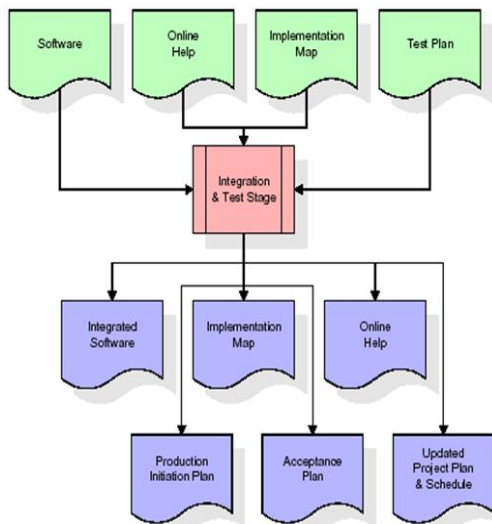 Software
Online
Help
Implementation
Map
Test Plan
Integration
& Test Stage
Integrated
Software
Implementation
Map
Online
Help
Production
Initiation Plan
Acceptance
Plan
Updated
Project Plan
& Schedule